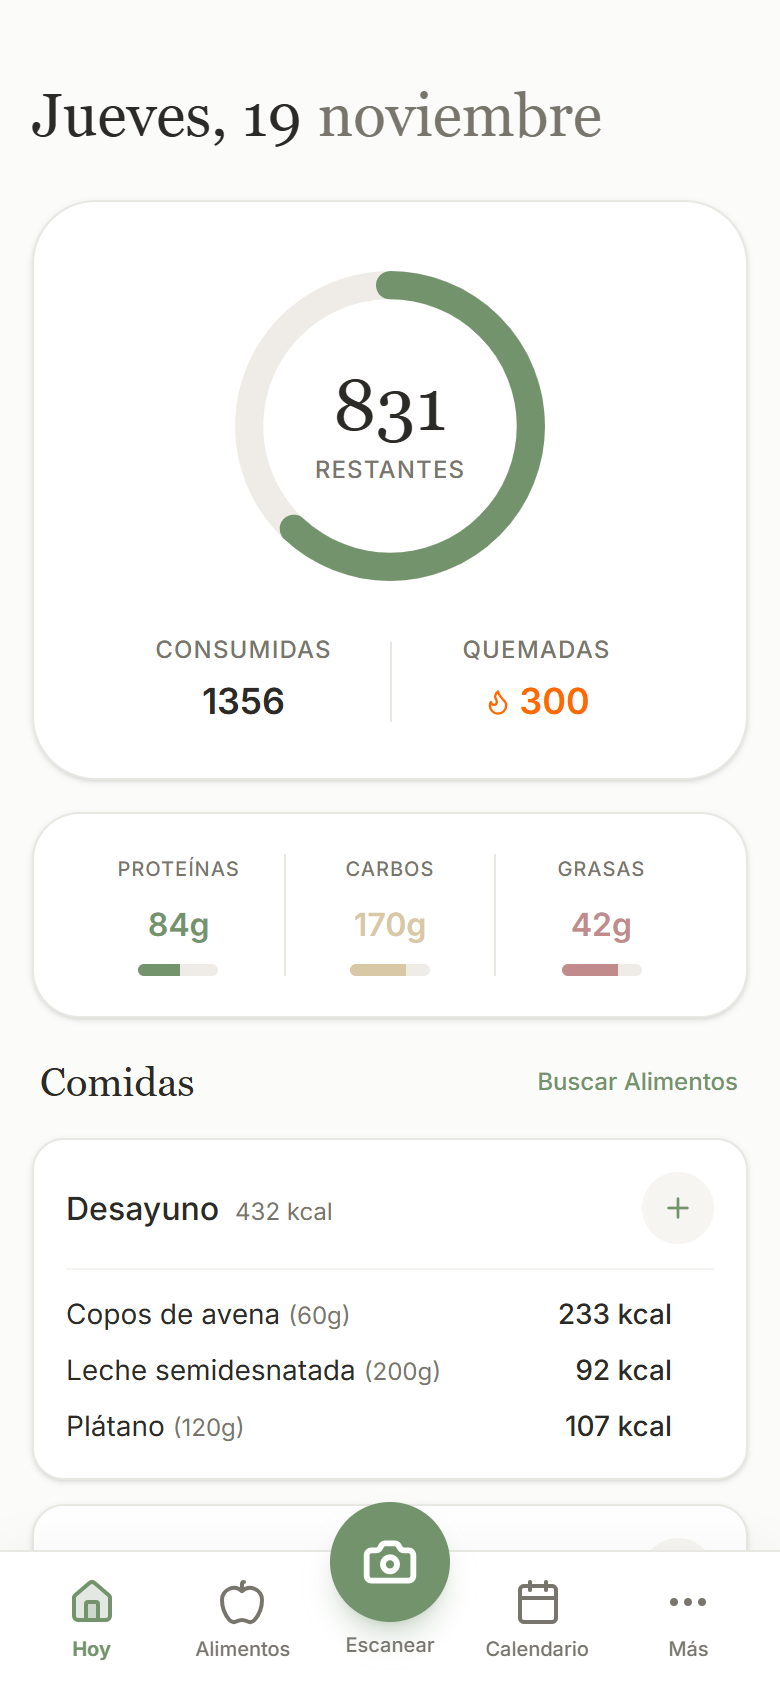 Jueves, 19 noviembre
831
RESTANTES
CONSUMIDAS
1356
QUEMADAS
300
PROTEÍNAS
84g
CARBOS
170g
GRASAS
42g
Comidas
Buscar Alimentos
Desayuno 432 kcal
Copos de avena (60g) 233 kcal
Leche semidesnatada (200g) 92 kcal
Plátano (120g) 107 kcal
Hoy
Alimentos
Escanear
Calendario
Más